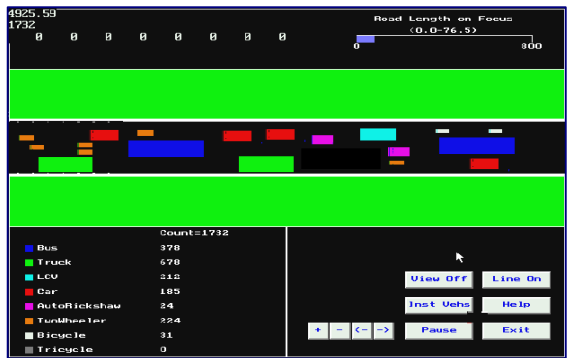 4925.59
1732
0 0 0 0 0 0 0 0
Road Length on Focus
(0.0-76.5)
0 800
Count=1732
Bus 378
Truck 678
LCV 212
Car 185
AutoRickshaw 24
TwoWheeler 224
Bicycle 31
Tricycle 0
View Off Line On
Inst Vehs Help
+ - <- -> Pause Exit